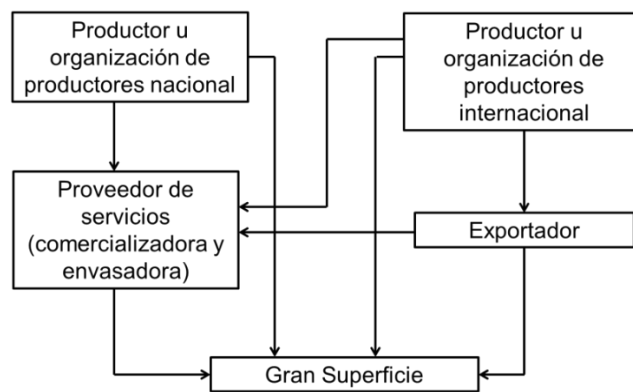 Productor u
organización de
productores nacional
Productor u
organización de
productores
internacional
Proveedor de
servicios
(comercializadora y
envasadora)
Exportador
Gran Superficie